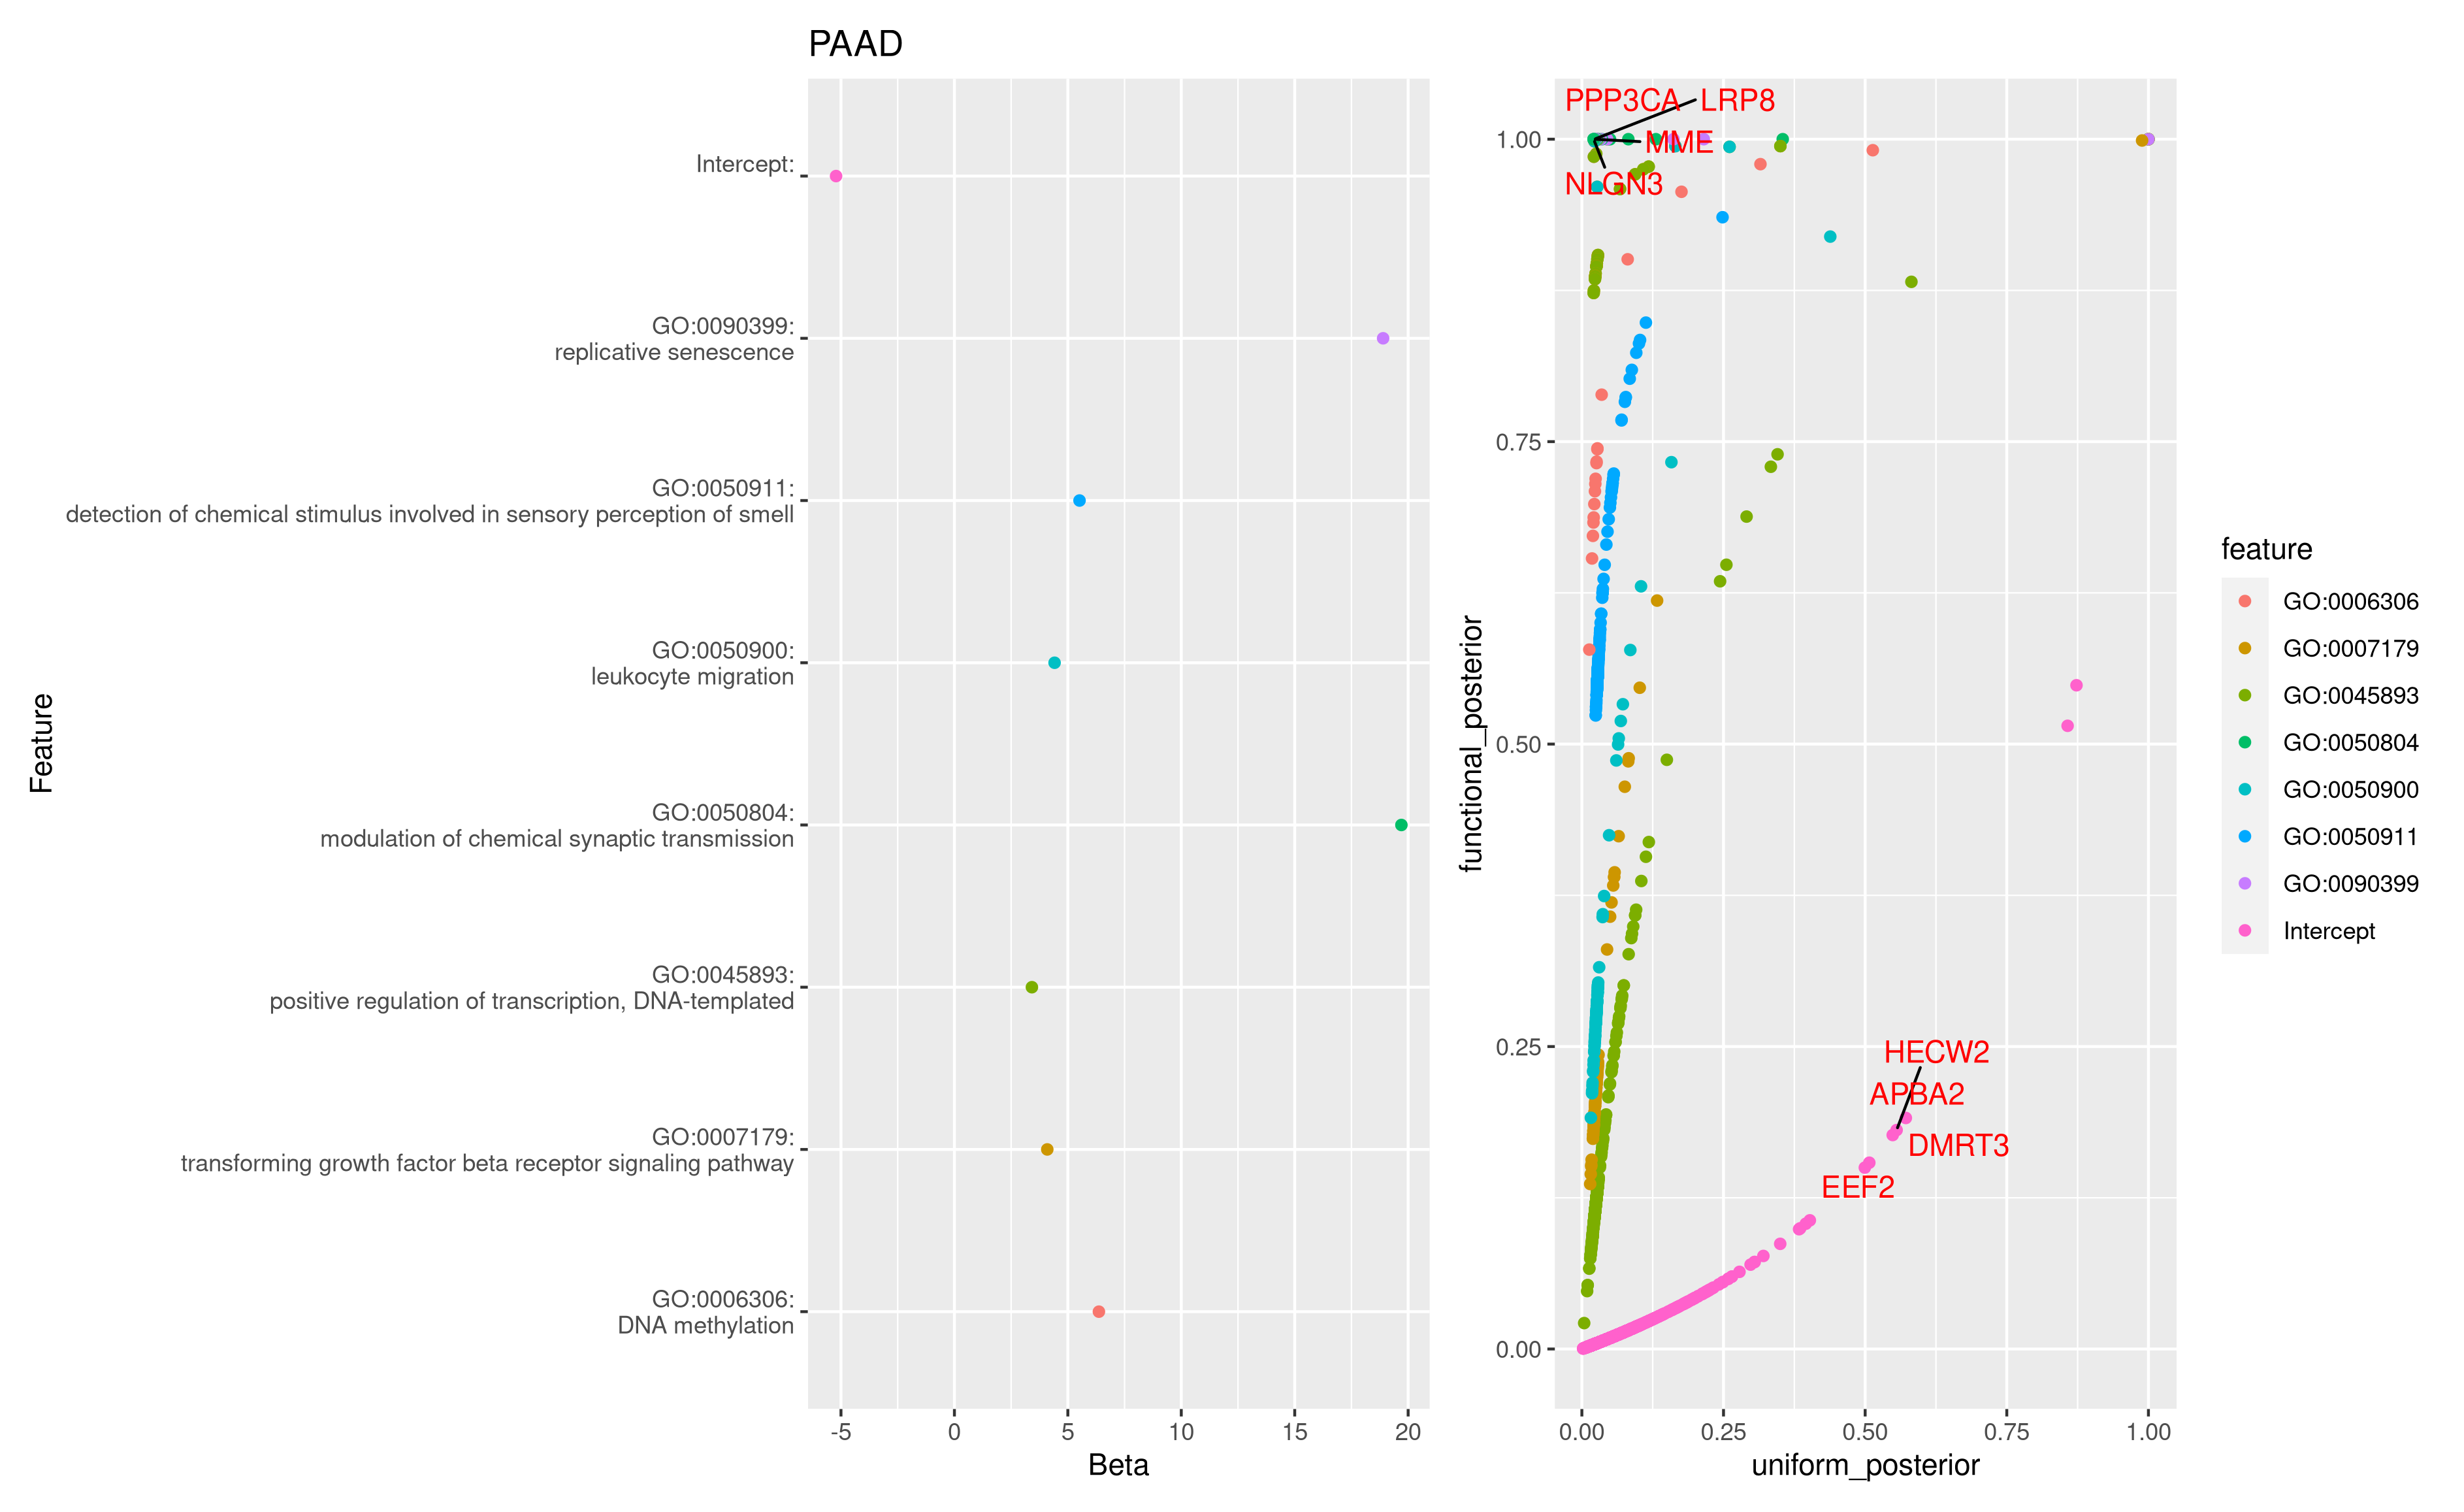 PAAD
Feature
Intercept:
GO:0090399:
replicative senescence
GO:0050911:
detection of chemical stimulus involved in sensory perception of smell
GO:0050900:
leukocyte migration
GO:0050804:
modulation of chemical synaptic transmission
GO:0045893:
positive regulation of transcription, DNA-templated
GO:0007179:
transforming growth factor beta receptor signaling pathway
GO:0006306:
DNA methylation
-5 0 5 10 15 20
Beta
functional_posterior
1.00
0.75
0.50
0.25
0.00
PPP3CA LRP8
MME
NLGN3
HECW2
APBA2
DMRT3
EEF2
0.00 0.25 0.50 0.75 1.00
uniform_posterior
feature
GO:0006306
GO:0007179
GO:0045893
GO:0050804
GO:0050900
GO:0050911
GO:0090399
Intercept